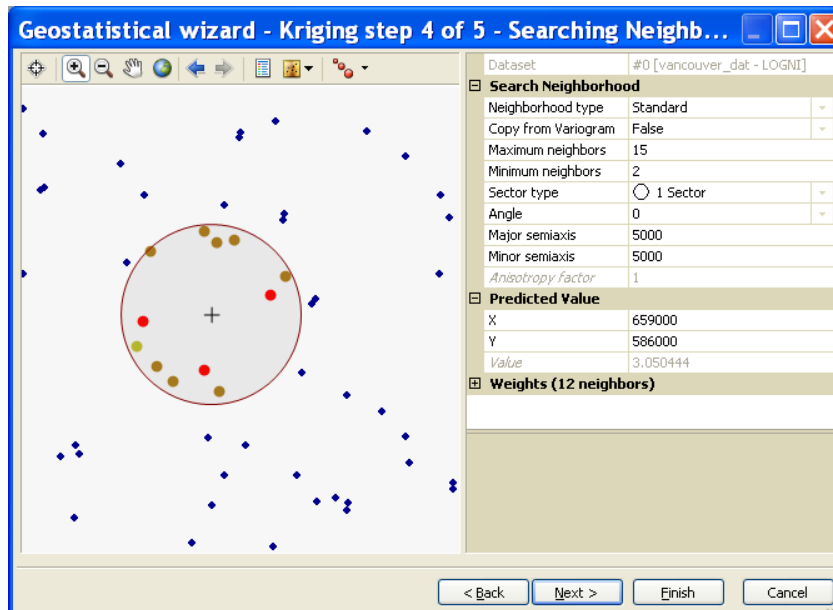 Geostatistical wizard - Kriging step 4 of 5 - Searching Neighb...
Dataset #0 [vancouver_dat - LOGNI]
Search Neighborhood
Neighborhood type Standard
Copy from Variogram False
Maximum neighbors 15
Minimum neighbors 2
Sector type 1 Sector
Angle 0
Major semiaxis 5000
Minor semiaxis 5000
Anisotropy factor 1
Predicted Value
X 659000
Y 586000
Value 3.050444
Weights (12 neighbors)
< Back Next > Finish Cancel